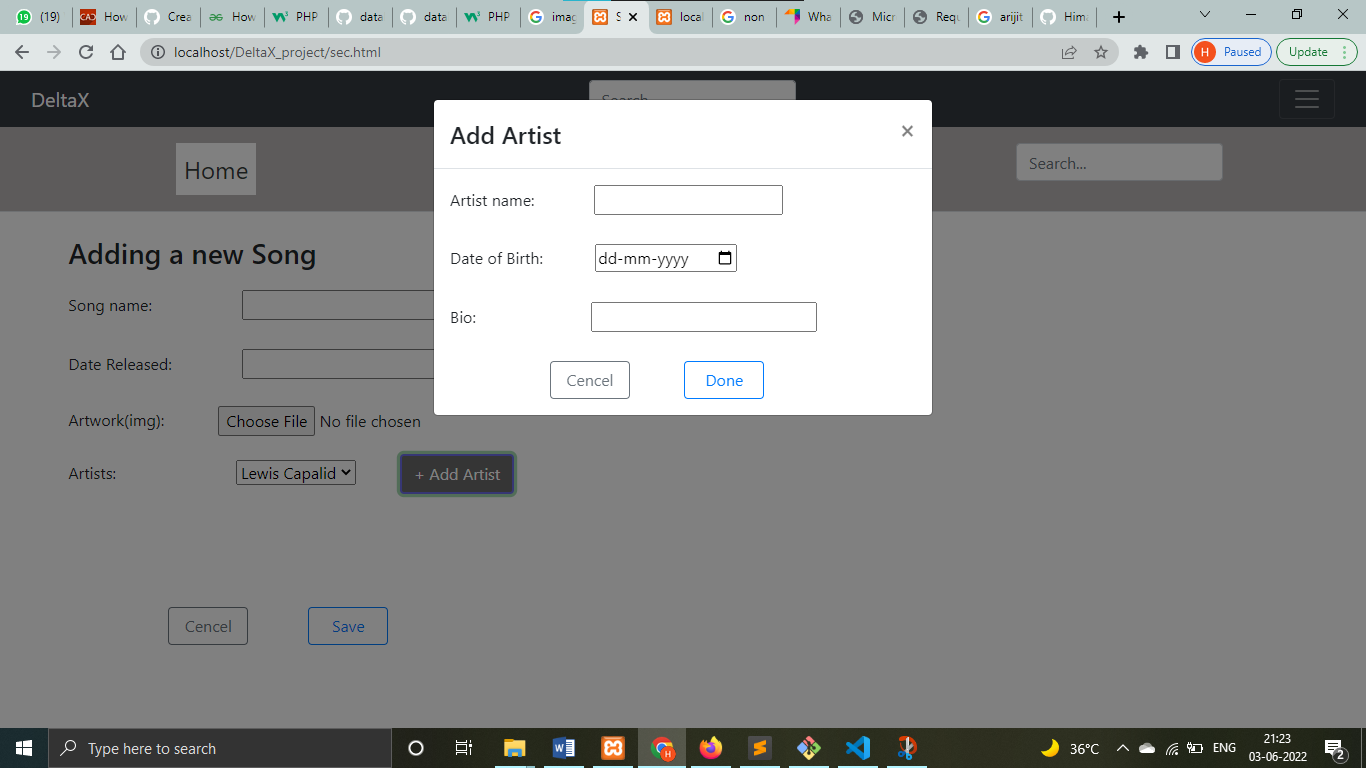 (19) How Crea How PHP data data PHP imag S local non Wha Micr Requ arijit Him
localhost/DeltaX_project/sec.html H Paused Update
DeltaX
Home Search...
Add Artist ×
Artist name:
Date of Birth: dd-mm-yyyy
Bio:
Cencel Done
Adding a new Song
Song name:
Date Released:
Artwork(img): Choose File No file chosen
Artists: Lewis Capalid + Add Artist
Cencel Save
Type here to search 36°C ENG 21:23
03-06-2022 2